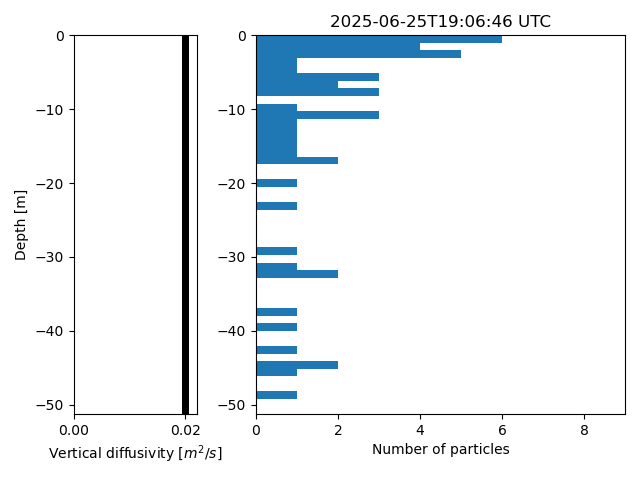 2025-06-25T19:06:46 UTC
0
−10
−20
−30
−40
−50
Depth [m]
0.00 0.02
Vertical diffusivity [m²/s]
0
−10
−20
−30
−40
−50
0 2 4 6 8
Number of particles